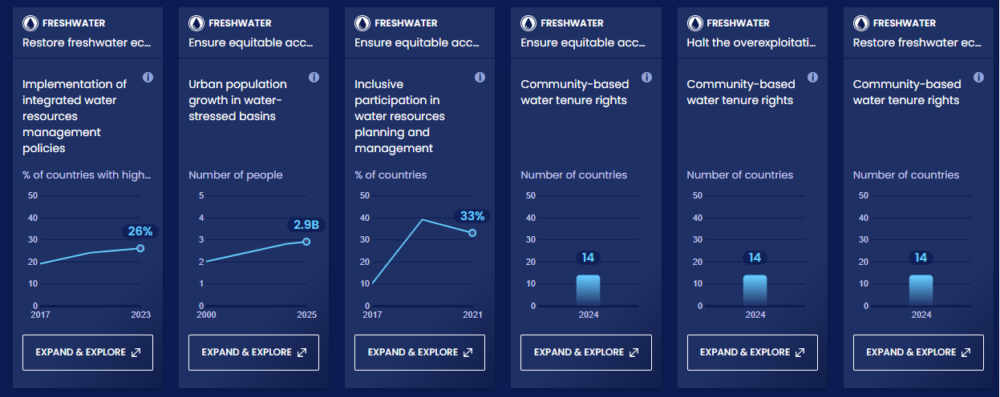 FRESHWATER
Restore freshwater ec...
Implementation of
integrated water
resources
management
policies
% of countries with high...
50
40
30
20
10
0
26%
2017 2023
EXPAND & EXPLORE
FRESHWATER
Ensure equitable acc...
Urban population
growth in water-
stressed basins
Number of people
5
4
3
2
1
0
2.9B
2000 2025
EXPAND & EXPLORE
FRESHWATER
Ensure equitable acc...
Inclusive
participation in
water resources
planning and
management
% of countries
50
40
30
20
10
0
33%
2017 2021
EXPAND & EXPLORE
FRESHWATER
Ensure equitable acc...
Community-based
water tenure rights
Number of countries
50
40
30
20
10
0
14
2024
EXPAND & EXPLORE
FRESHWATER
Halt the overexploitati...
Community-based
water tenure rights
Number of countries
50
40
30
20
10
0
14
2024
EXPAND & EXPLORE
FRESHWATER
Restore freshwater ec...
Community-based
water tenure rights
Number of countries
50
40
30
20
10
0
14
2024
EXPAND & EXPLORE